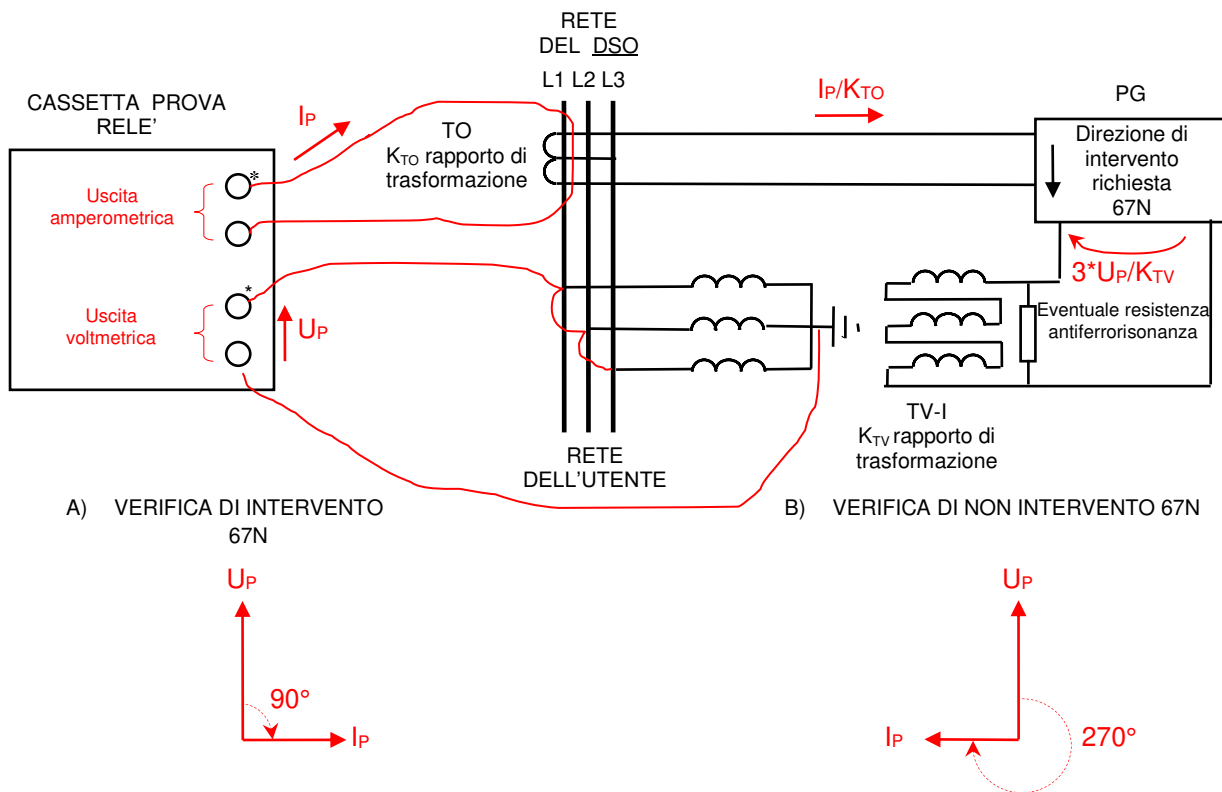 RETE
DEL DSO
L1 L2 L3
CASSETTA PROVA
RELE'
IP
TO
KTO rapporto di
trasformazione
IP/KTO
PG
Direzione di
intervento
richiesta
67N
*
Uscita
amperometrica
*
Uscita
voltmetrica
UP
3*UP/KTV
Eventuale resistenza
antiferrorisonanza
TV-I
KTV rapporto di
trasformazione
RETE
DELL'UTENTE
A) VERIFICA DI INTERVENTO
67N
B) VERIFICA DI NON INTERVENTO 67N
UP
90°
IP
UP
IP
270°